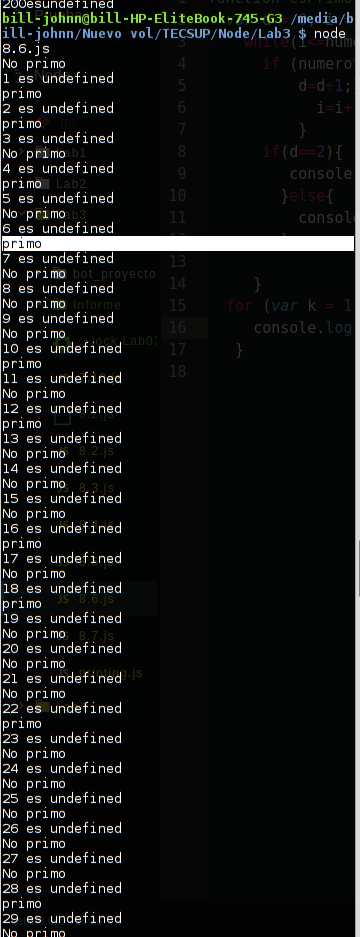 200esundefined
bill-johnn@bill-HP-EliteBook-745-G3 /media/b
ill-johnn/Nuevo vol/TECSUP/Node/Lab3 $ node
8.6.js
No primo
1 es undefined
primo
2 es undefined
primo
3 es undefined
No primo
4 es undefined
primo
5 es undefined
No primo
6 es undefined
primo
7 es undefined
No primo
8 es undefined
No primo
9 es undefined
No primo
10 es undefined
primo
11 es undefined
No primo
12 es undefined
primo
13 es undefined
No primo
14 es undefined
No primo
15 es undefined
No primo
16 es undefined
primo
17 es undefined
No primo
18 es undefined
primo
19 es undefined
No primo
20 es undefined
No primo
21 es undefined
No primo
22 es undefined
primo
23 es undefined
No primo
24 es undefined
No primo
25 es undefined
No primo
26 es undefined
No primo
27 es undefined
No primo
28 es undefined
primo
29 es undefined
No primo
Lab2
bot_proyecto
Informe
8.2.js
8.3.js
8.6.js
8.7.js
printing.js
while(i<=nume
4 if (numero
5 d=d+1;
6 i=i+
7 }
8 if(d==2){
9 console
10 }else{
11 consol
13
14 }
15 for (var k = 1
16 console.log
17 }
18